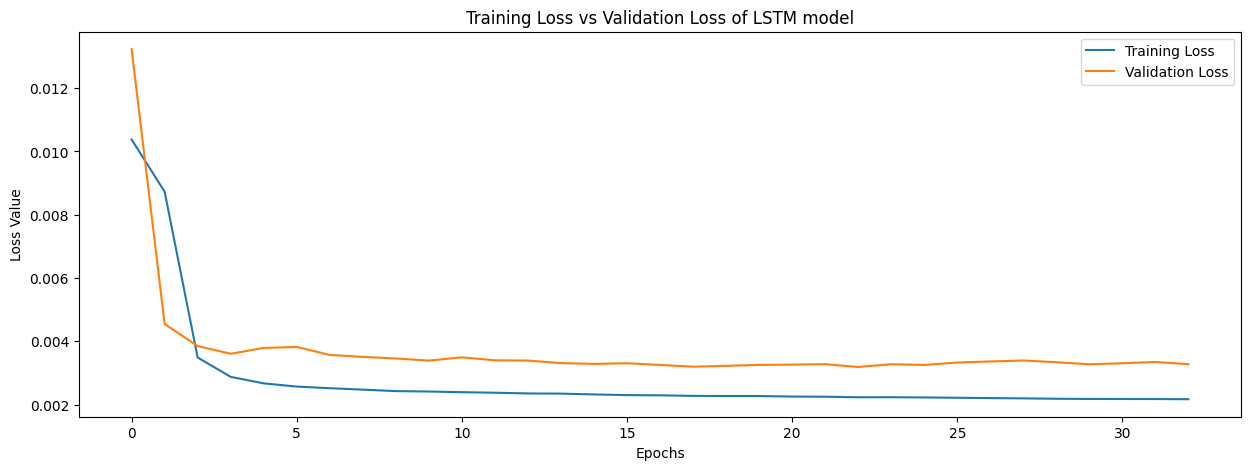 Training Loss vs Validation Loss of LSTM model
Training Loss
Validation Loss
0.012
0.010
0.008
0.006
0.004
0.002
Loss Value
0 5 10 15 20 25 30
Epochs